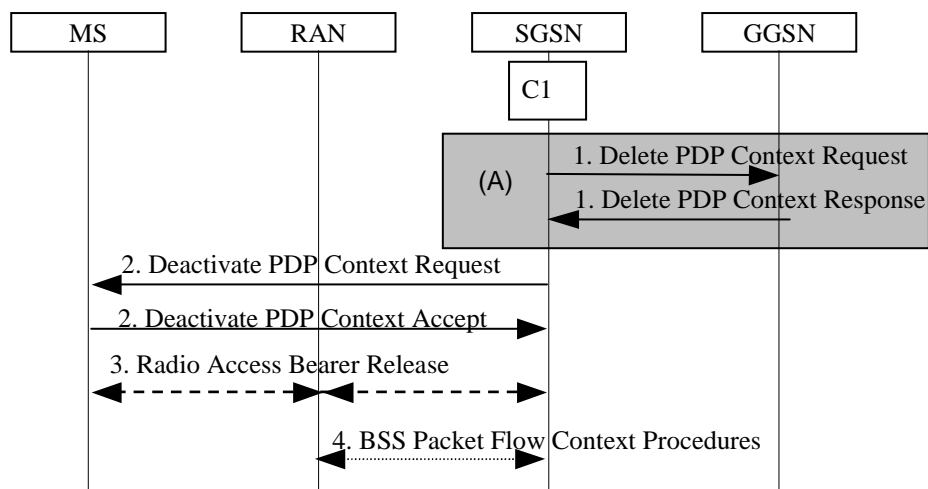 MS
RAN
SGSN
GGSN
C1
1. Delete PDP Context Request
(A)
1. Delete PDP Context Response
2. Deactivate PDP Context Request
2. Deactivate PDP Context Accept
3. Radio Access Bearer Release
4. BSS Packet Flow Context Procedures